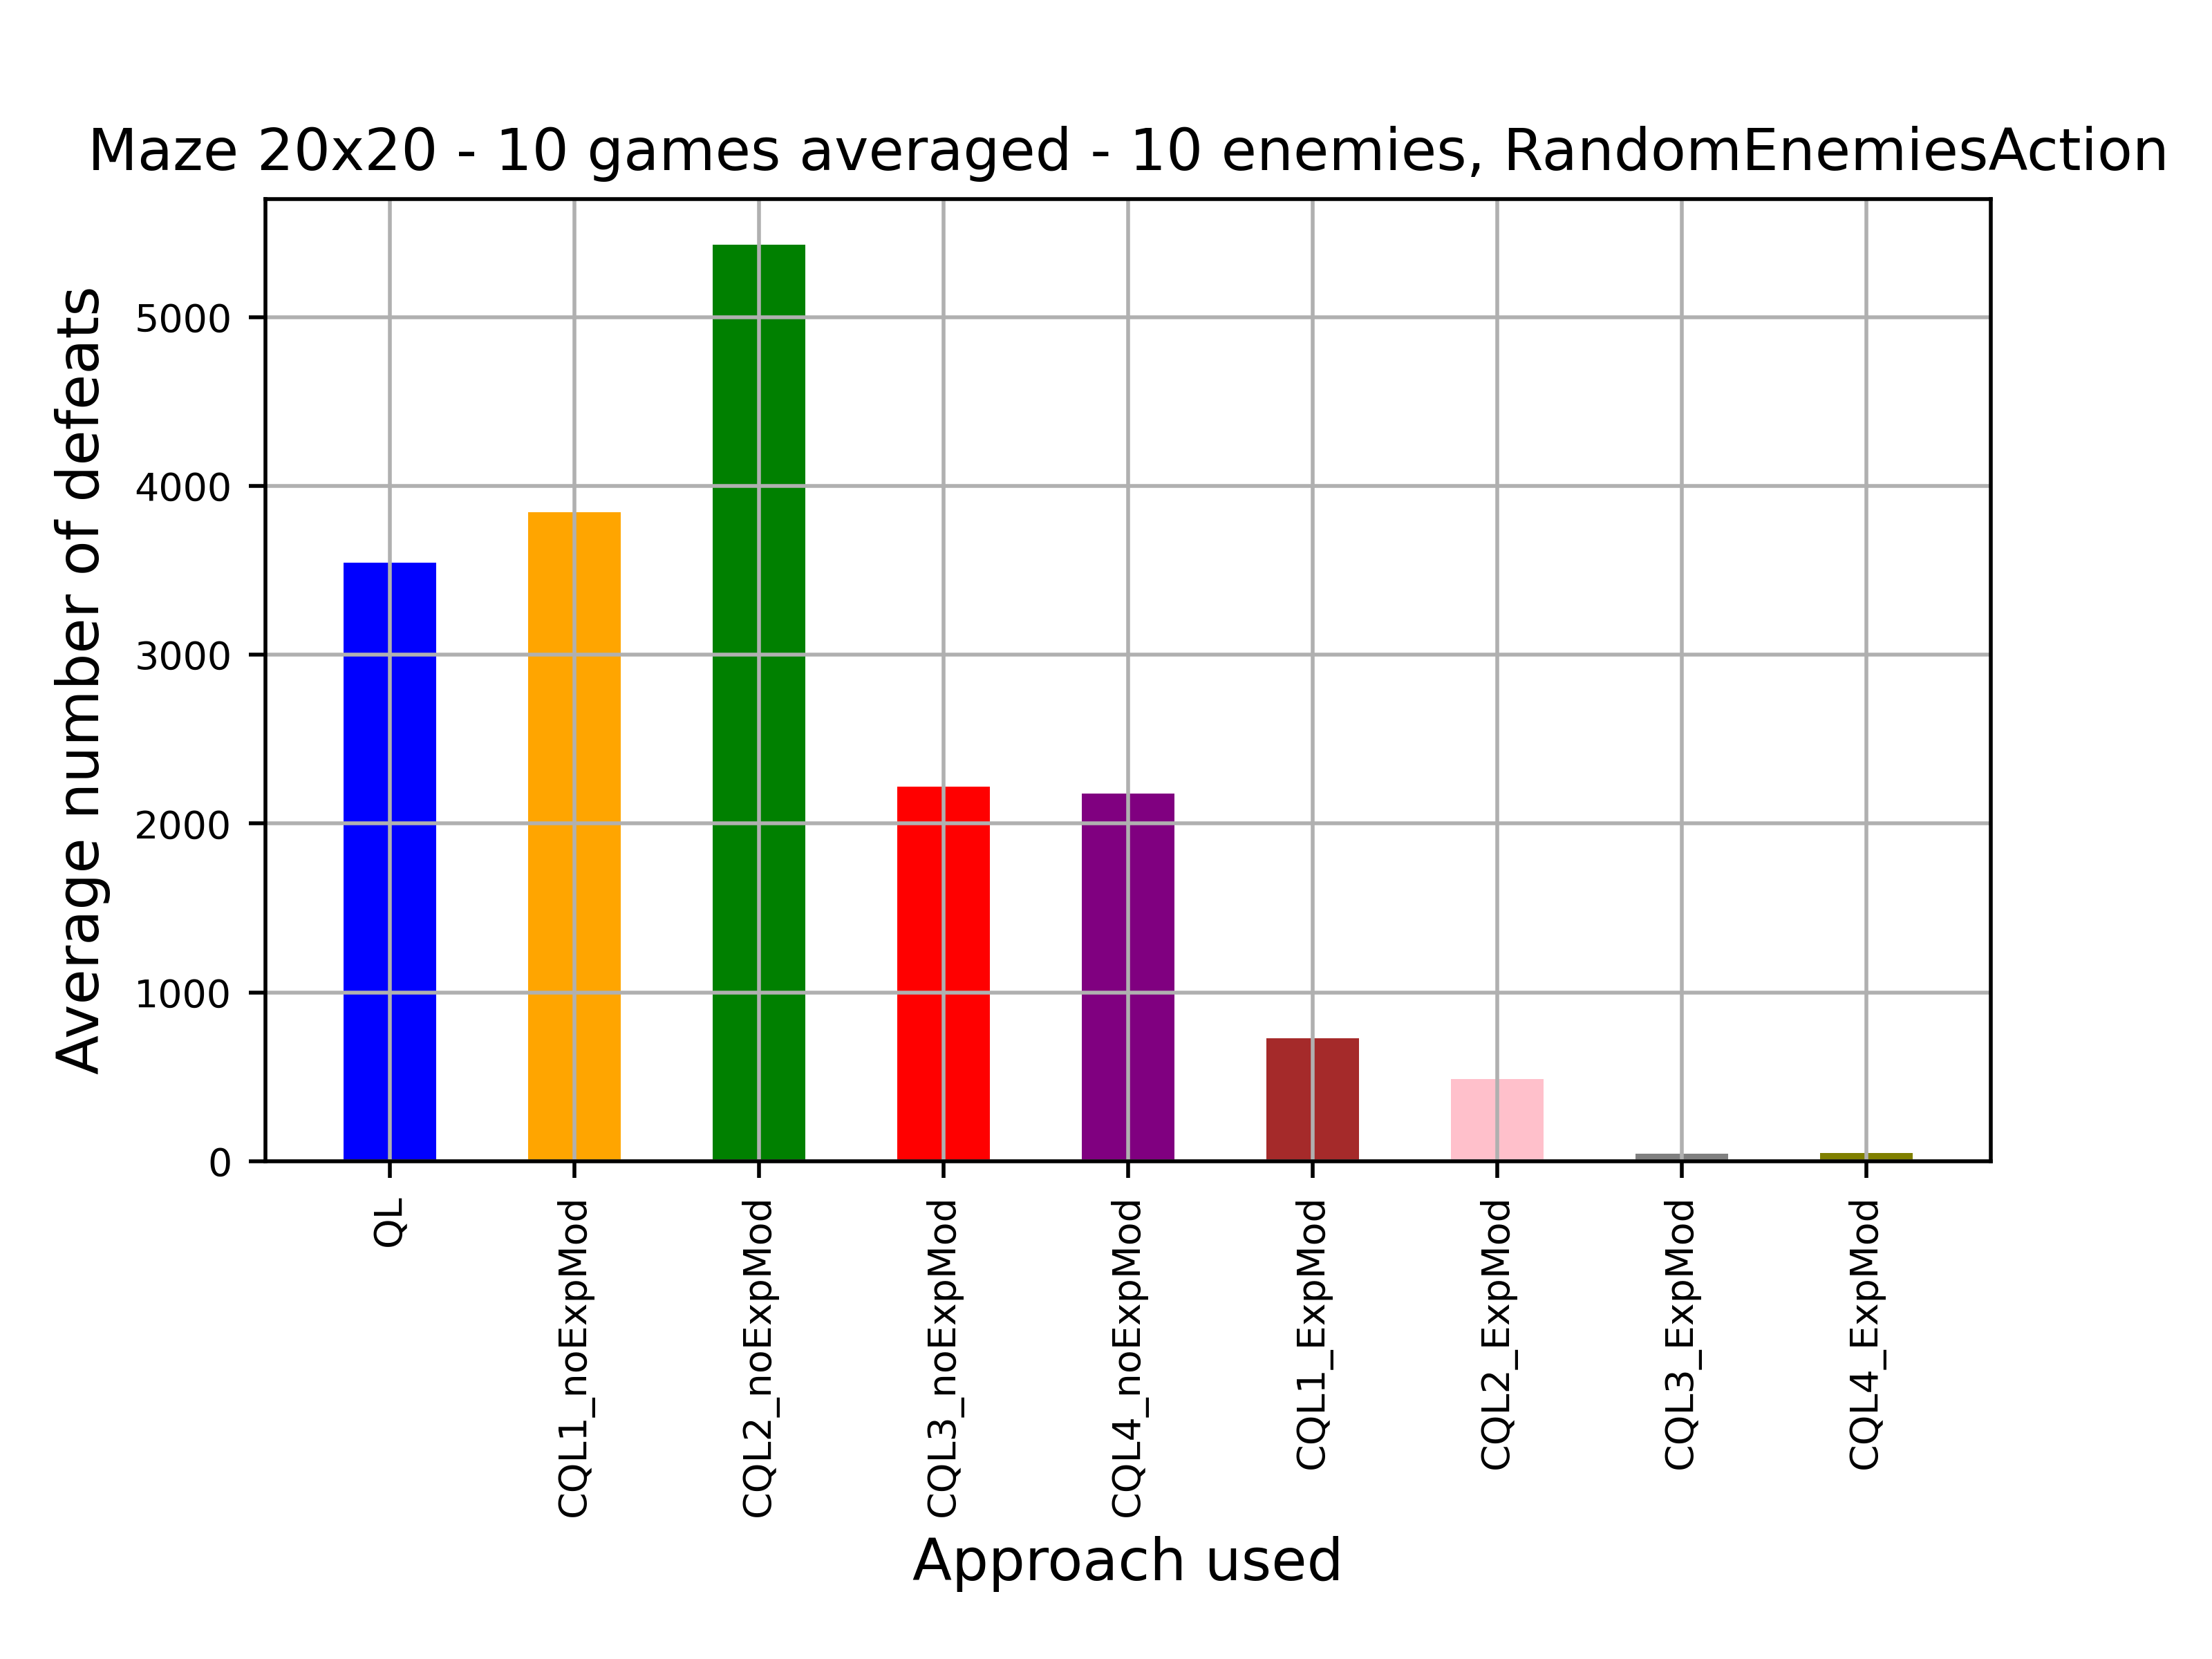 Maze 20x20 - 10 games averaged - 10 enemies, RandomEnemiesAction
Average number of defeats
5000
4000
3000
2000
1000
0
QL
CQL1_noExpMod
CQL2_noExpMod
CQL3_noExpMod
CQL4_noExpMod
CQL1_ExpMod
CQL2_ExpMod
CQL3_ExpMod
CQL4_ExpMod
Approach used